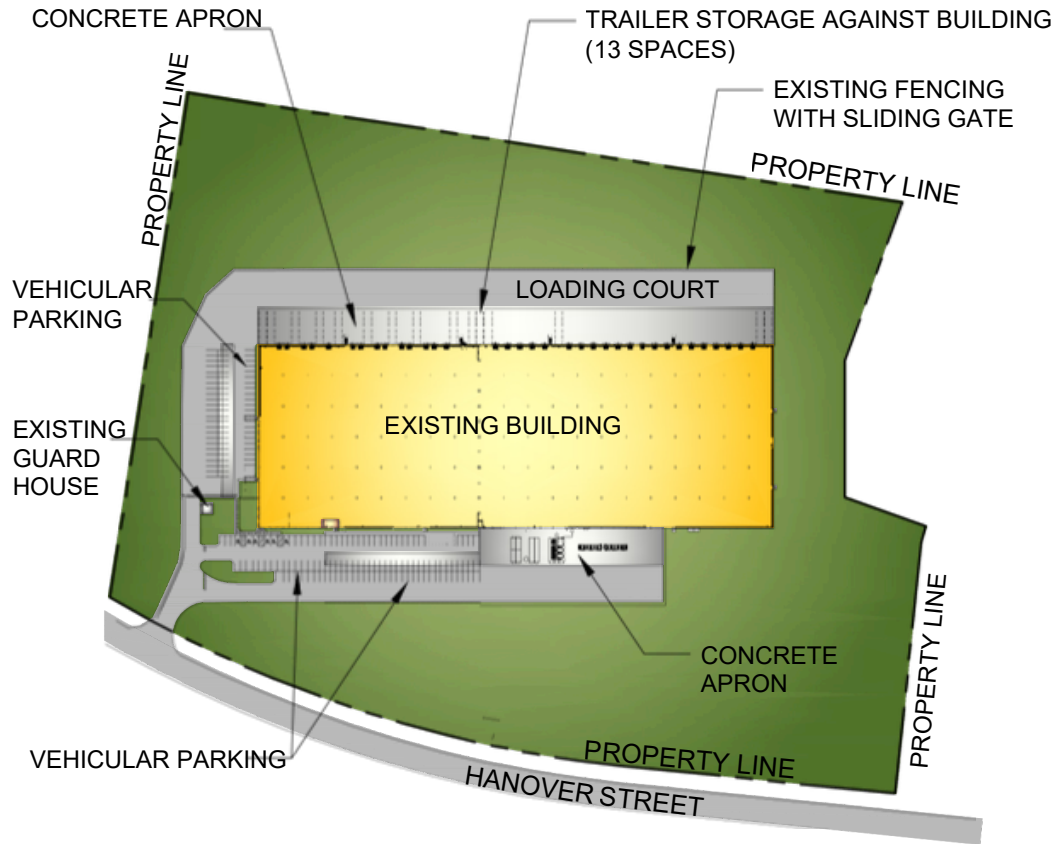 CONCRETE APRON
TRAILER STORAGE AGAINST BUILDING
(13 SPACES)
EXISTING FENCING
WITH SLIDING GATE
PROPERTY LINE
PROPERTY LINE
VEHICULAR
PARKING
LOADING COURT
EXISTING BUILDING
EXISTING
GUARD
HOUSE
CONCRETE
APRON
PROPERTY LINE
VEHICULAR PARKING
PROPERTY LINE
HANOVER STREET